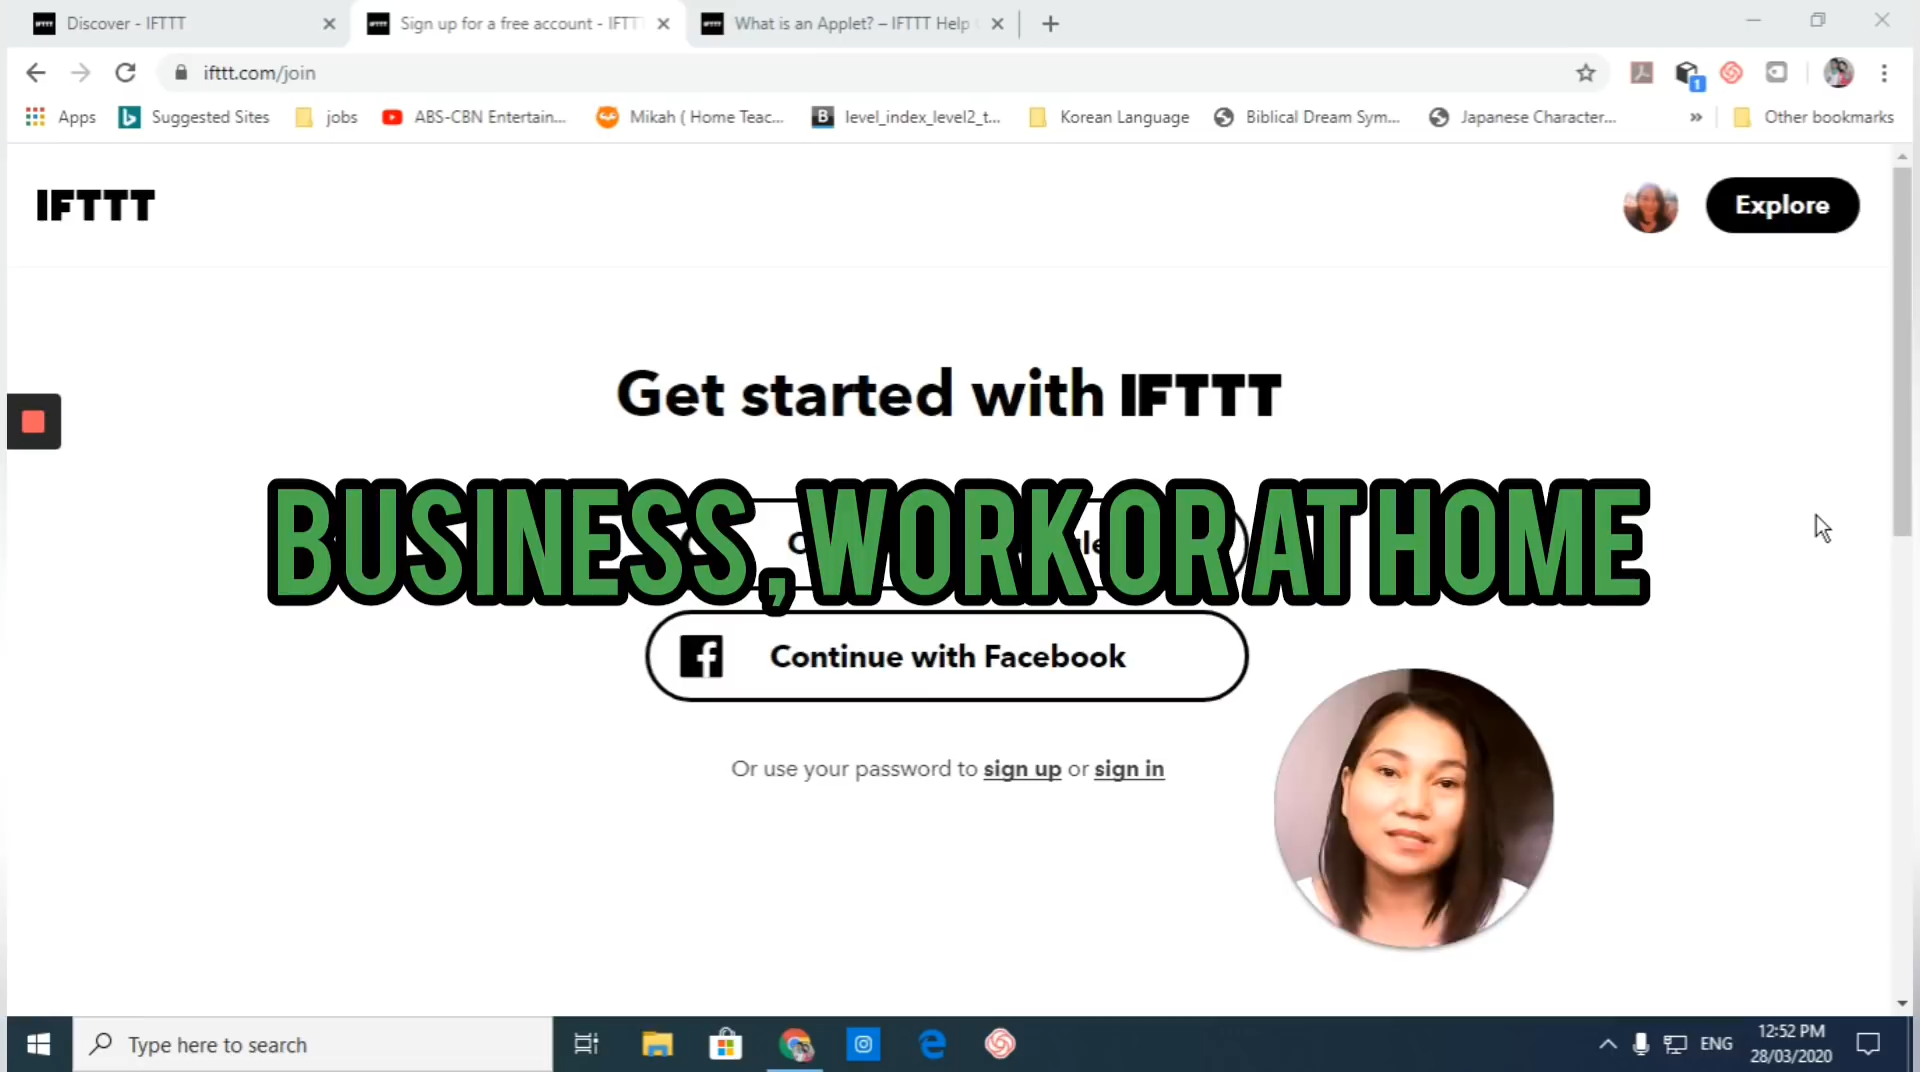 Discover - IFTTT
Sign up for a free account - IFTT
What is an Applet? – IFTTT Help
ifttt.com/join
1
Apps
Suggested Sites
jobs
ABS-CBN Entertain...
Mikah ( Home Teac...
B
level_index_level2_t...
Korean Language
Biblical Dream Sym...
Japanese Character...
»
Other bookmarks
IFTTT
Explore
Get started with IFTTT
BUSINESS, WORK OR AT HOME
Continue with Facebook
Or use your password to sign up or sign in
Type here to search
ENG
12:52 PM
28/03/2020